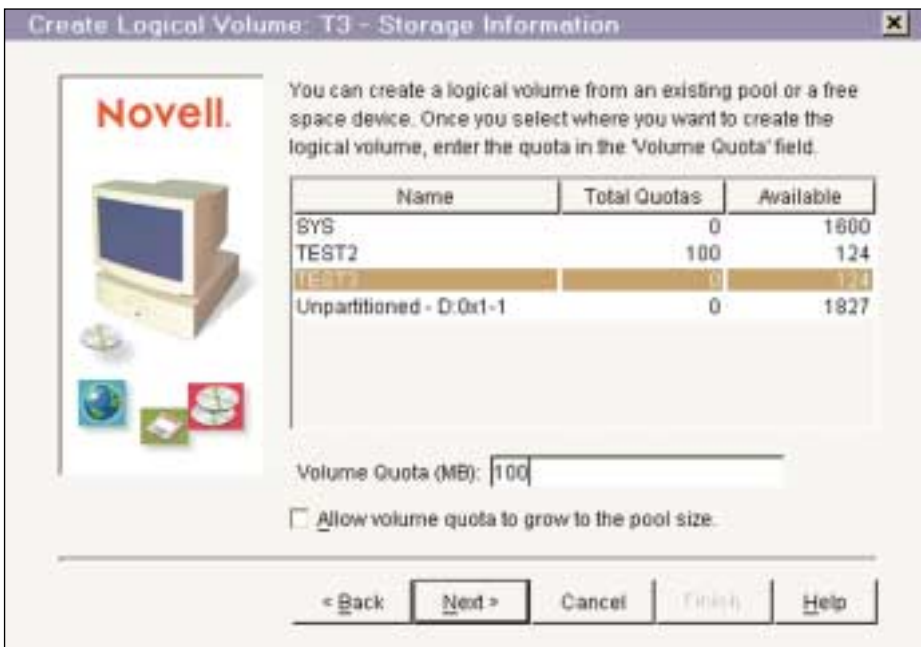 Create Logical Volume: T3 - Storage Information
Novell.
You can create a logical volume from an existing pool or a free
space device. Once you select where you want to create the
logical volume, enter the quota in the 'Volume Quota' field.
Name Total Quotas Available
SYS 0 1600
TEST2 100 124
TEST3 0 124
Unpartitioned - D:0x1-1 0 1827
Volume Quota (MB): 100
Allow volume quota to grow to the pool size.
< Back Next > Cancel Finish Help